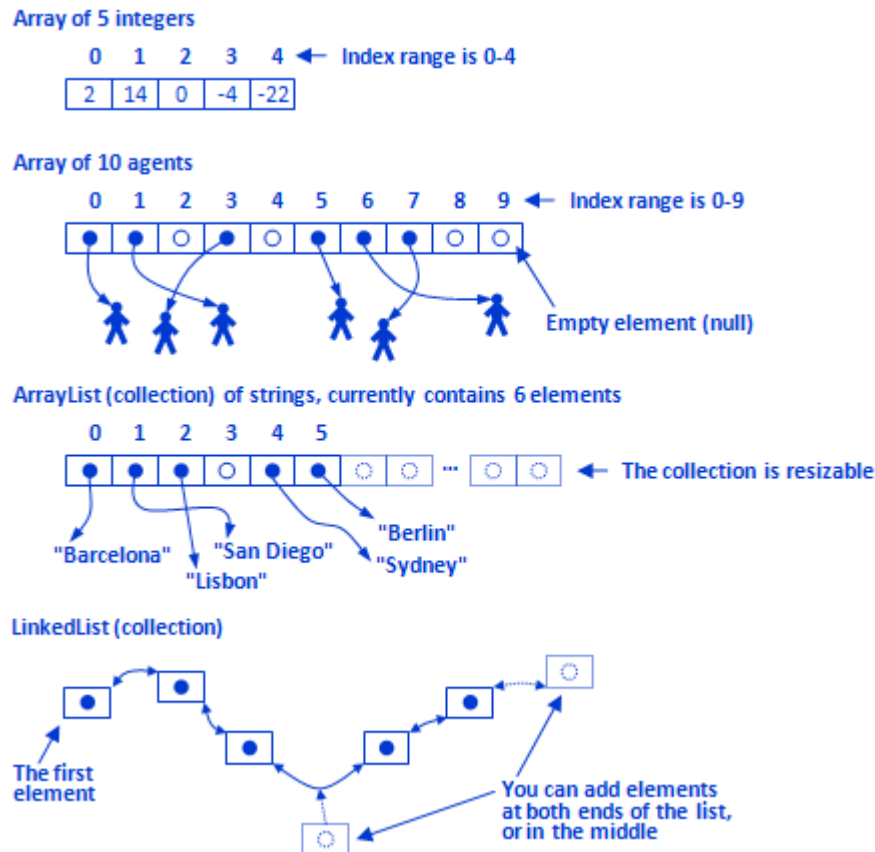 Array of 5 integers
0 1 2 3 4 Index range is 0-4
2 14 0 -4 -22
Array of 10 agents
0 1 2 3 4 5 6 7 8 9 Index range is 0-9
Empty element (null)
ArrayList (collection) of strings, currently contains 6 elements
0 1 2 3 4 5
... The collection is resizable
"Barcelona" "San Diego" "Berlin"
"Lisbon" "Sydney"
LinkedList (collection)
The first
element
You can add elements
at both ends of the list,
or in the middle